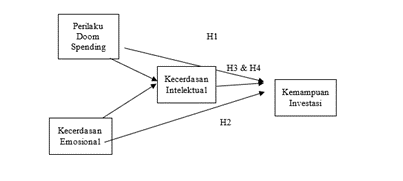 Perilaku
Doom
Spending
H1
H3 & H4
Kecerdasan
Intelektual
Kemampuan
Investasi
Kecerdasan
Emosional
H2